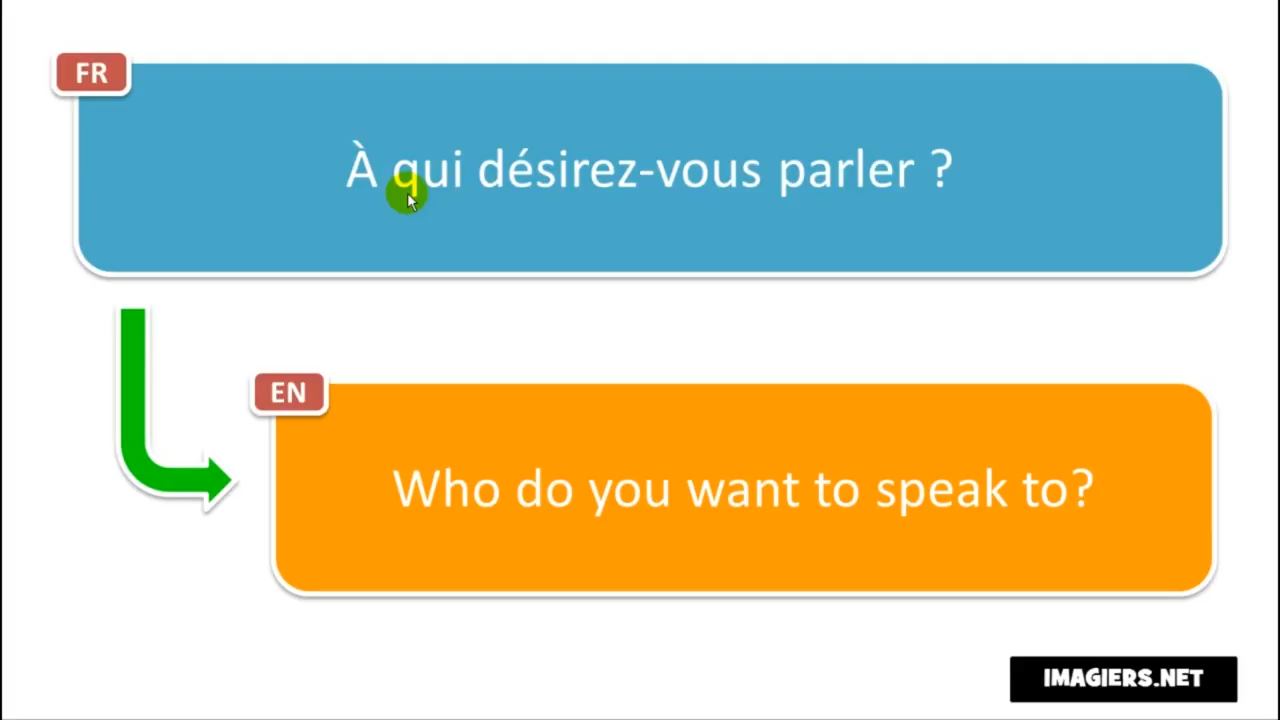 FR
À qui désirez-vous parler ?
EN
Who do you want to speak to?
IMAGIERS.NET